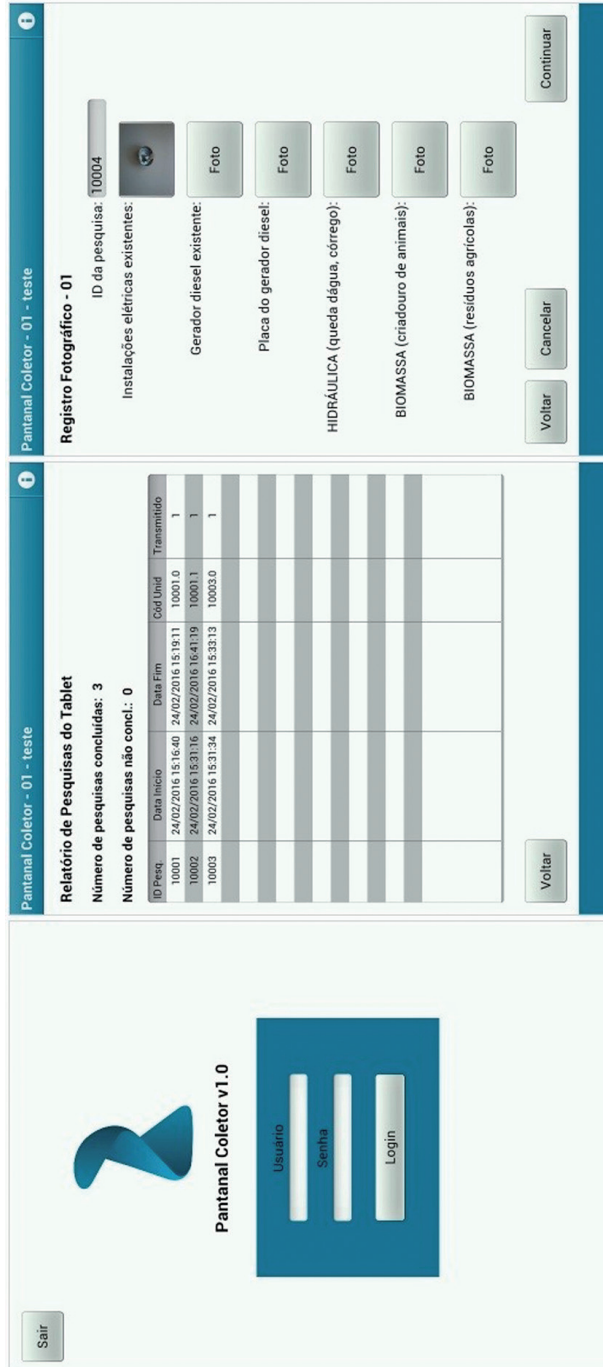 Sair
Pantanal Coletor v1.0
Usuário
Senha
Login
Pantanal Coletor - 01 - teste
Relatório de Pesquisas do Tablet
Número de pesquisas concluídas: 3
Número de pesquisas não concl.: 0
ID Pesq. Data Início Data Fim Cód Unid Transmitido
10001 24/02/2016 15:16:40 24/02/2016 15:19:11 10001.0 1
10002 24/02/2016 15:31:16 24/02/2016 16:41:19 10001.1 1
10003 24/02/2016 15:31:34 24/02/2016 15:33:13 10003.0 1
Voltar
Pantanal Coletor - 01 - teste
Registro Fotográfico - 01
ID da pesquisa: 10004
Instalações elétricas existentes:
Gerador diesel existente: Foto
Placa do gerador diesel: Foto
HIDRÁULICA (queda dágua, córrego): Foto
BIOMASSA (criadouro de animais): Foto
BIOMASSA (resíduos agrícolas): Foto
Voltar Cancelar Continuar